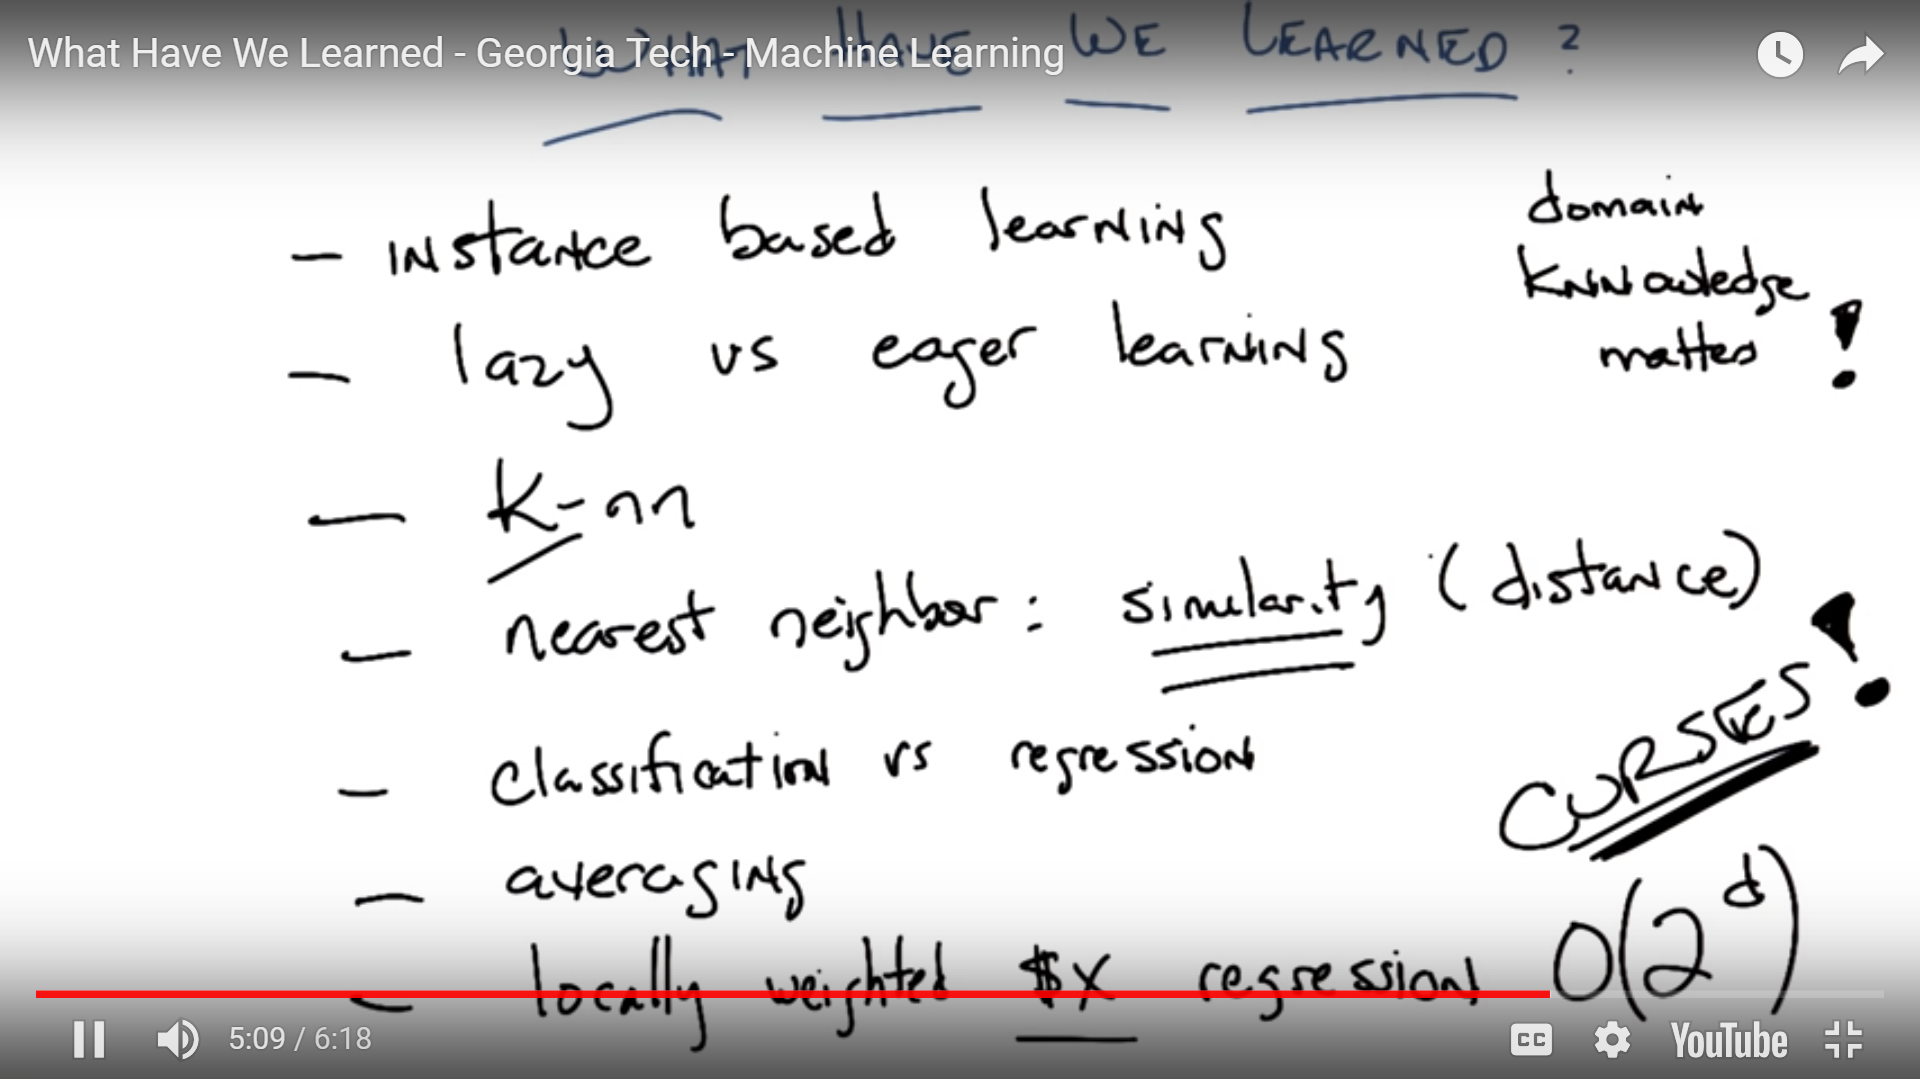 What Have We Learned - Georgia Tech - Machine Learning
WHAT HAVE WE LEARNED ?
- instance based learning
domain
knnowledge
matters !
- lazy vs eager learning
- K-nn
- nearest neighbor: similarity (distance)
- classification vs regression
CURSES!
- averaging
O(2^d)
- locally weighted $X regression
5:09 / 6:18
CC
YouTube